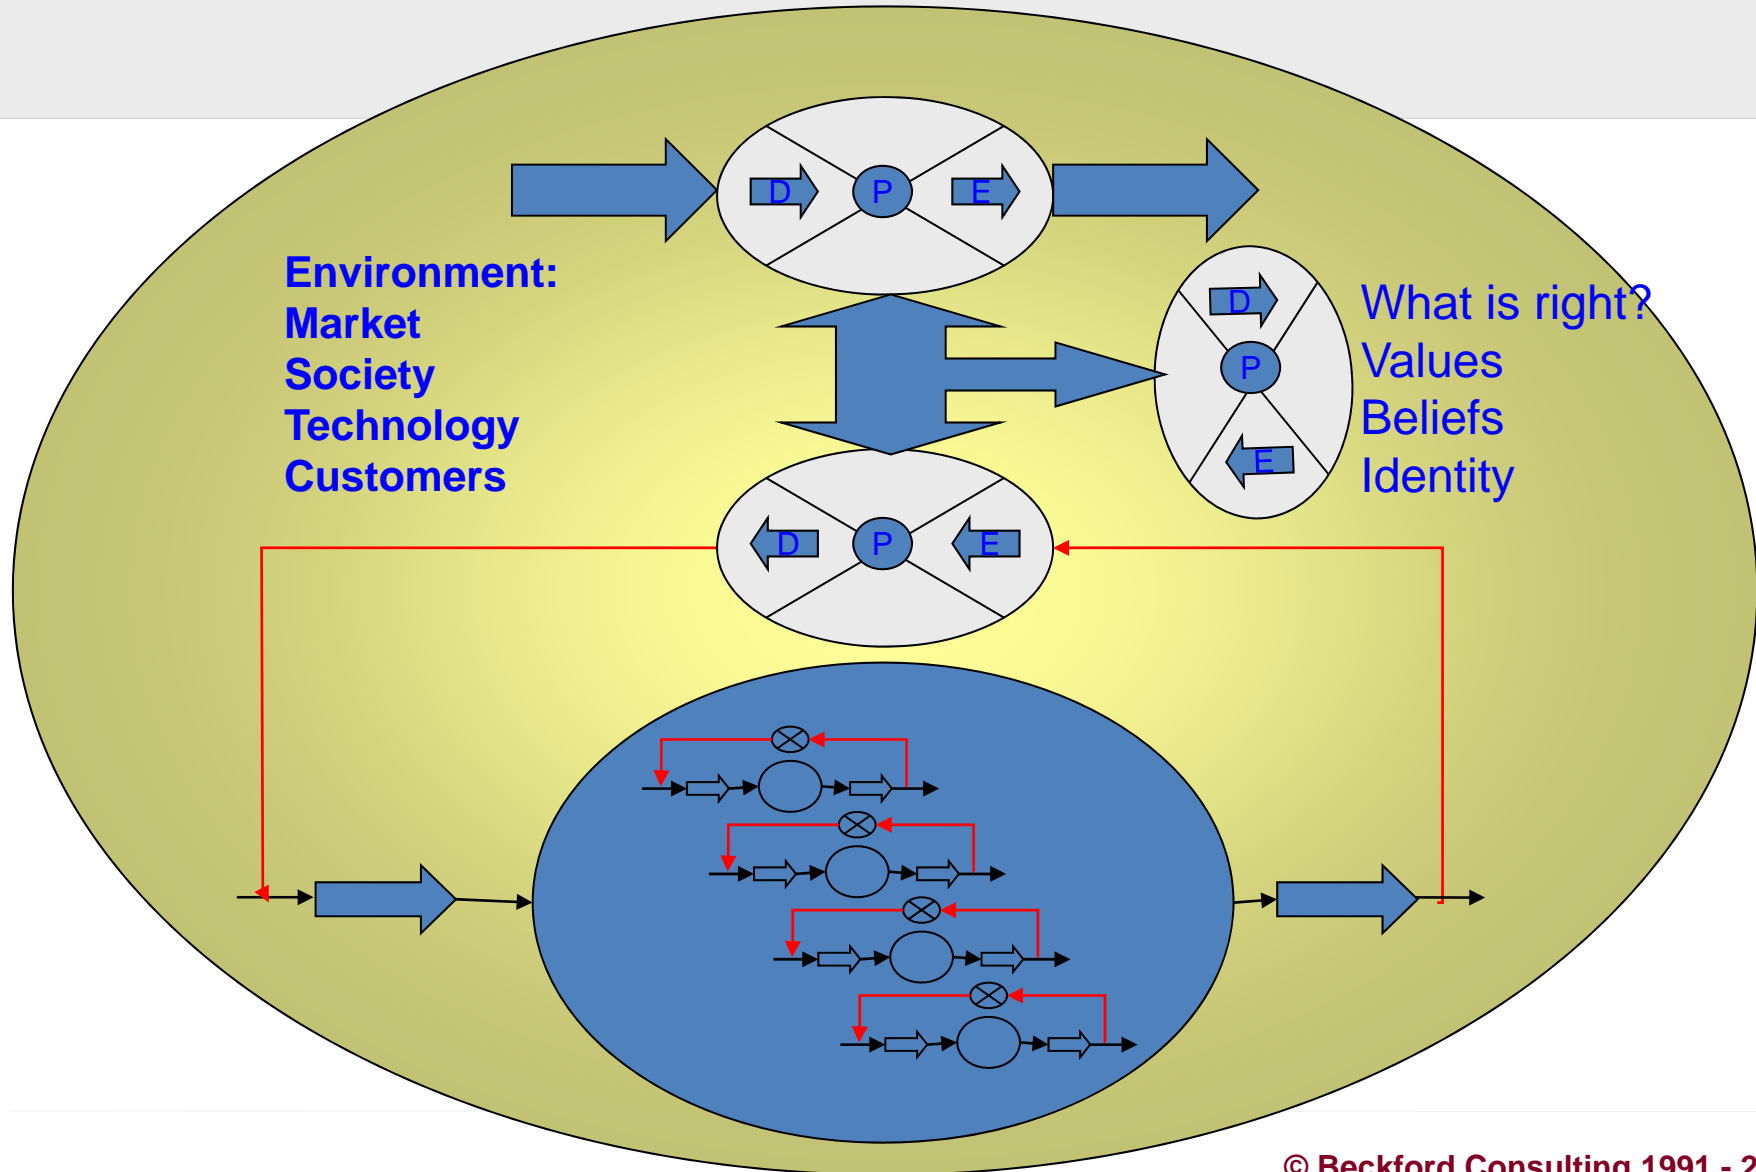 D P E
Environment:
Market
Society
Technology
Customers
D
P
E
What is right?
Values
Beliefs
Identity
D P E
© Beckford Consulting 1991 - 2